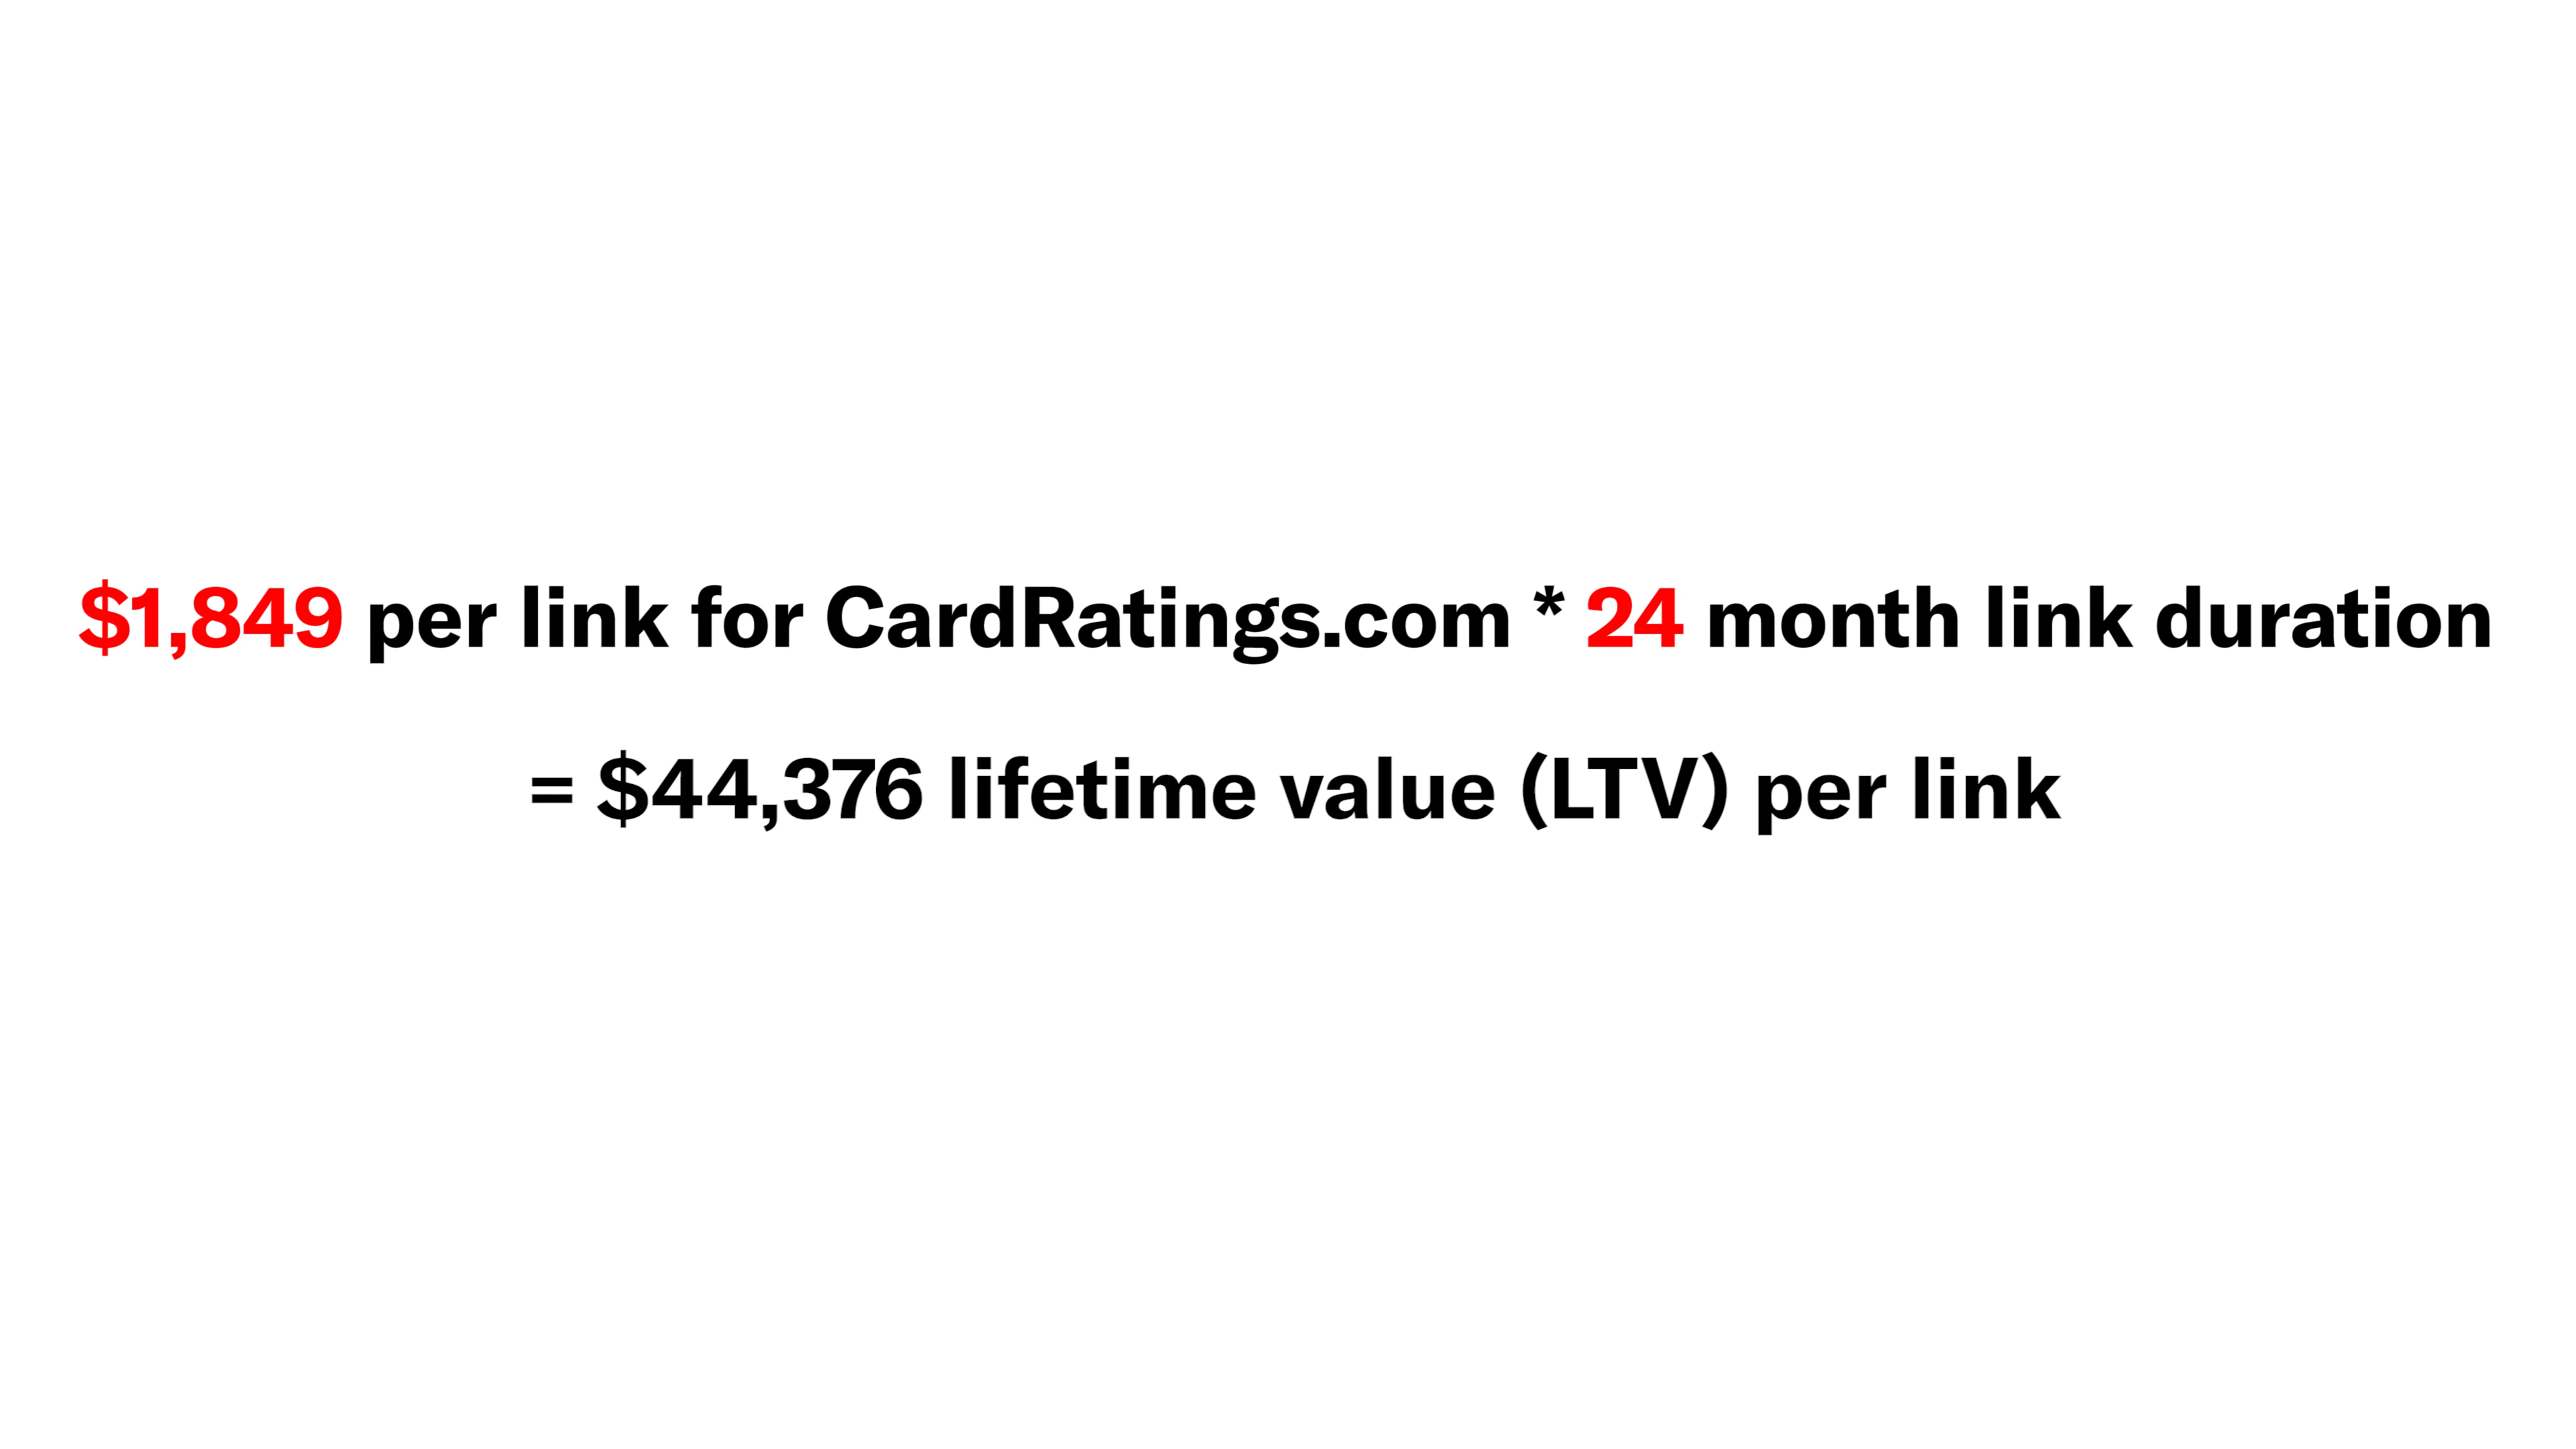 $1,849 per link for CardRatings.com * 24 month link duration
= $44,376 lifetime value (LTV) per link